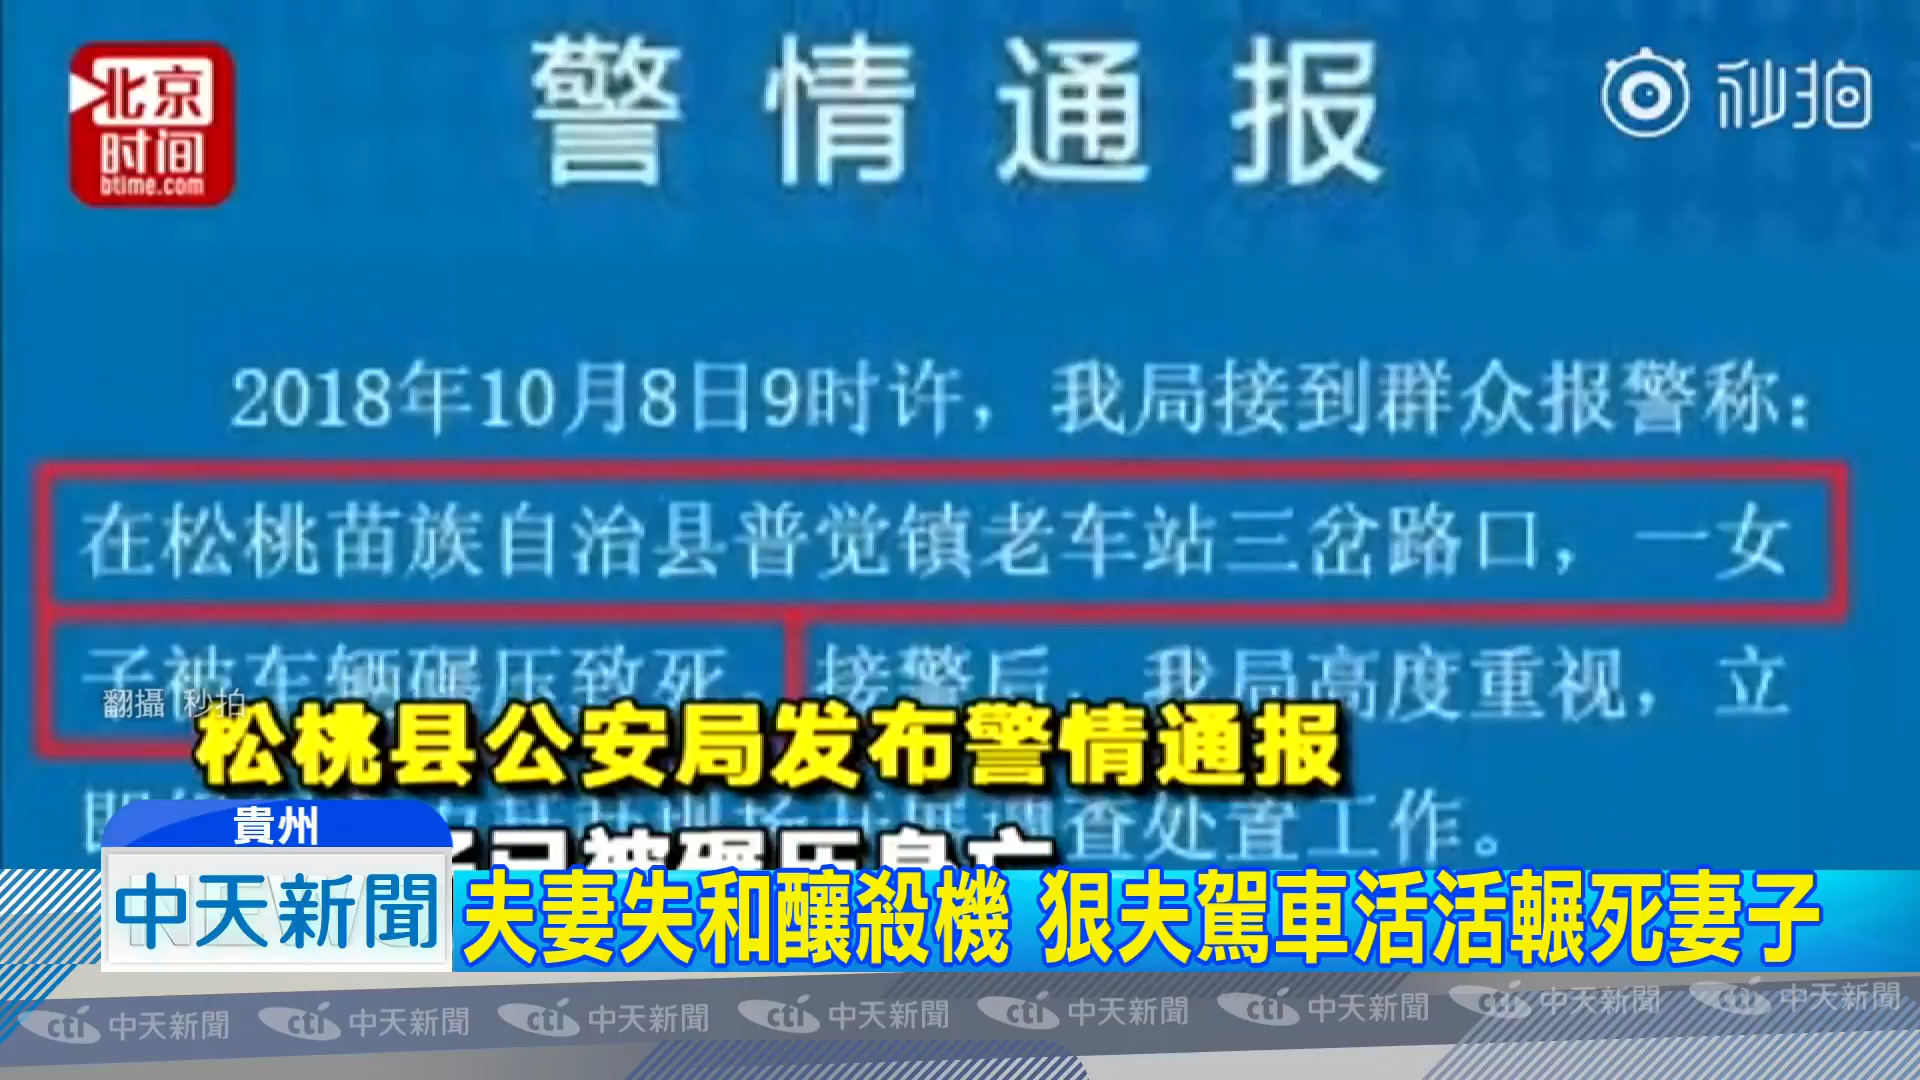 北京
时间
btime.com
秒拍
警情通报
2018年10月8日9时许，我局接到群众报警称：
在松桃苗族自治县普觉镇老车站三岔路口，一女
子被车辆碾压致死。接警后，我局高度重视，立
翻攝 秒拍
松桃县公安局发布警情通报
调查处置工作。
已被碾压身亡
貴州
中天新聞
夫妻失和釀殺機 狠夫駕車活活輾死妻子
cti 中天新聞 cti 中天新聞 cti 中天新聞 cti 中天新聞 cti 中天新聞 cti 中天新聞 cti 中天新聞 cti 中天新聞